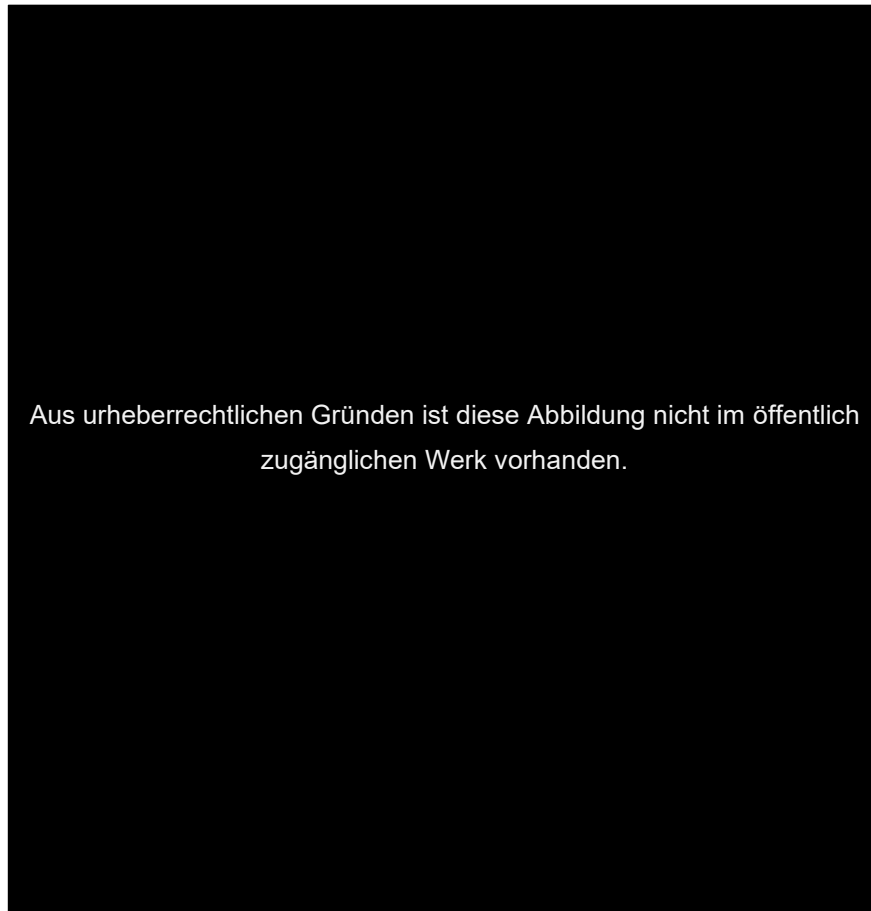 Aus urheberrechtlichen Gründen ist diese Abbildung nicht im öffentlich
zugänglichen Werk vorhanden.